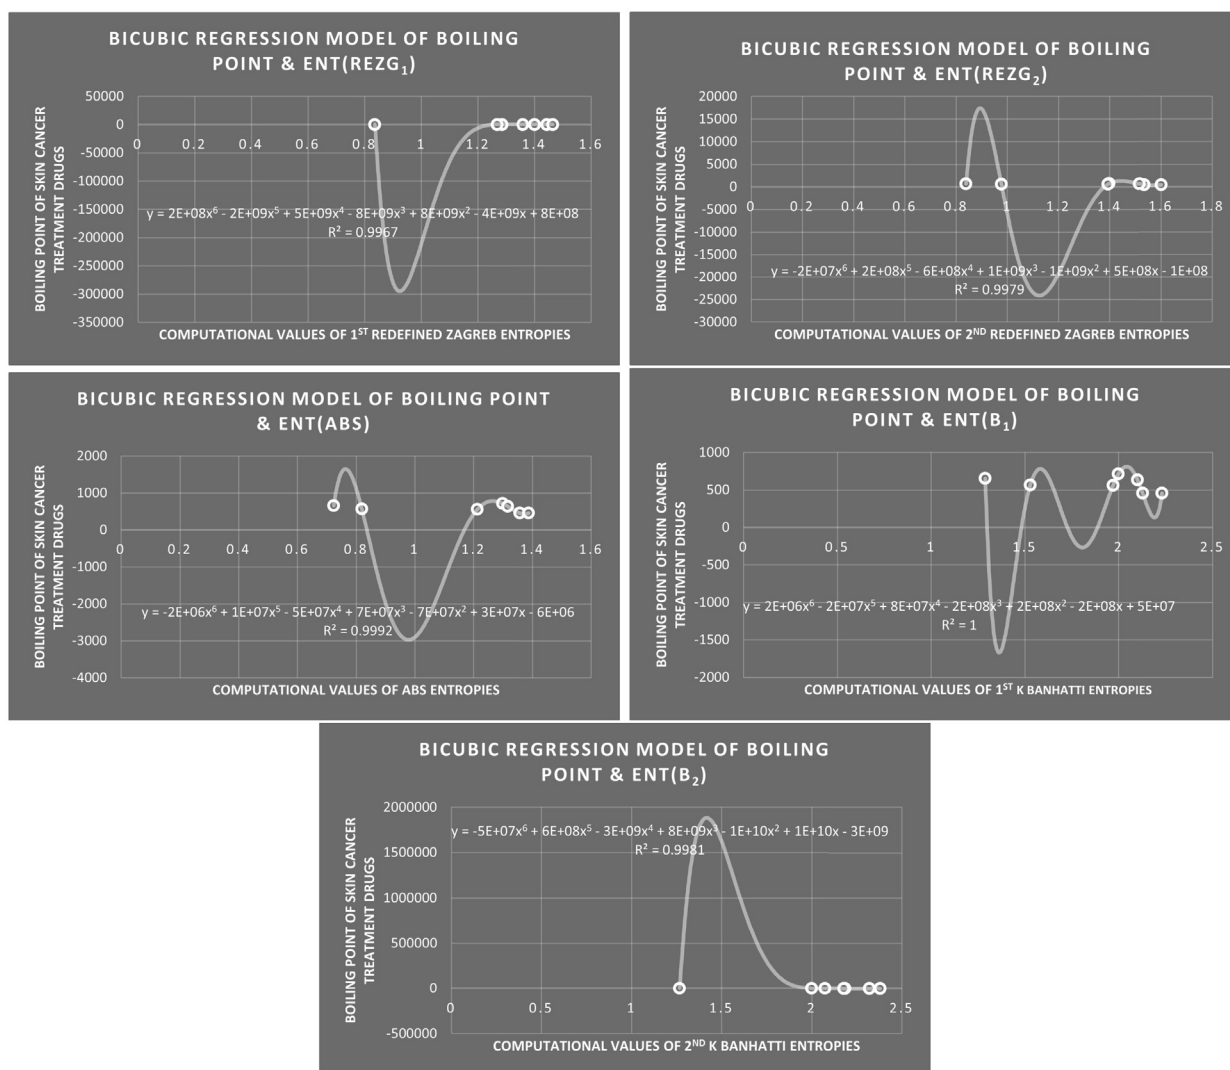 BICUBIC REGRESSION MODEL OF BOILING
POINT & ENT(REZG₁)
BOILING POINT OF SKIN CANCER
TREATMENT DRUGS
50000
0
-50000
-100000
-150000
-200000
-250000
-300000
-350000
0 0.2 0.4 0.6 0.8 1 1.2 1.4 1.6
y = 2E+08x⁶ - 2E+09x⁵ + 5E+09x⁴ - 8E+09x³ + 8E+09x² - 4E+09x + 8E+08
R² = 0.9967
COMPUTATIONAL VALUES OF 1ˢᵀ REDEFINED ZAGREB ENTROPIES
BICUBIC REGRESSION MODEL OF BOILING
POINT & ENT(REZG₂)
BOILING POINT OF SKIN CANCER
TREATMENT DRUGS
20000
15000
10000
5000
0
-5000
-10000
-15000
-20000
-25000
-30000
0 0.2 0.4 0.6 0.8 1 1.2 1.4 1.6 1.8
y = -2E+07x⁶ + 2E+08x⁵ - 6E+08x⁴ + 1E+09x³ - 1E+09x² + 5E+08x - 1E+08
R² = 0.9979
COMPUTATIONAL VALUES OF 2ᴺᴰ REDEFINED ZAGREB ENTROPIES
BICUBIC REGRESSION MODEL OF BOILING POINT
& ENT(ABS)
BOILING POINT OF SKIN CANCER
TREATMENT DRUGS
2000
1000
0
-1000
-2000
-3000
-4000
0 0.2 0.4 0.6 0.8 1 1.2 1.4 1.6
y = -2E+06x⁶ + 1E+07x⁵ - 5E+07x⁴ + 7E+07x³ - 7E+07x² + 3E+07x - 6E+06
R² = 0.9992
COMPUTATIONAL VALUES OF ABS ENTROPIES
BICUBIC REGRESSION MODEL OF BOILING
POINT & ENT(B₁)
BOILING POINT OF SKIN CANCER
TREATMENT DRUGS
1000
500
0
-500
-1000
-1500
-2000
0 0.5 1 1.5 2 2.5
y = 2E+06x⁶ - 2E+07x⁵ + 8E+07x⁴ - 2E+08x³ + 2E+08x² - 2E+08x + 5E+07
R² = 1
COMPUTATIONAL VALUES OF 1ˢᵀ K BANHATTI ENTROPIES
BICUBIC REGRESSION MODEL OF BOILING
POINT & ENT(B₂)
BOILING POINT OF SKIN CANCER
TREATMENT DRUGS
2000000
1500000
1000000
500000
0
-500000
y = -5E+07x⁶ + 6E+08x⁵ - 3E+09x⁴ + 8E+09x³ - 1E+10x² + 1E+10x - 3E+09
R² = 0.9981
0 0.5 1 1.5 2 2.5
COMPUTATIONAL VALUES OF 2ᴺᴰ K BANHATTI ENTROPIES